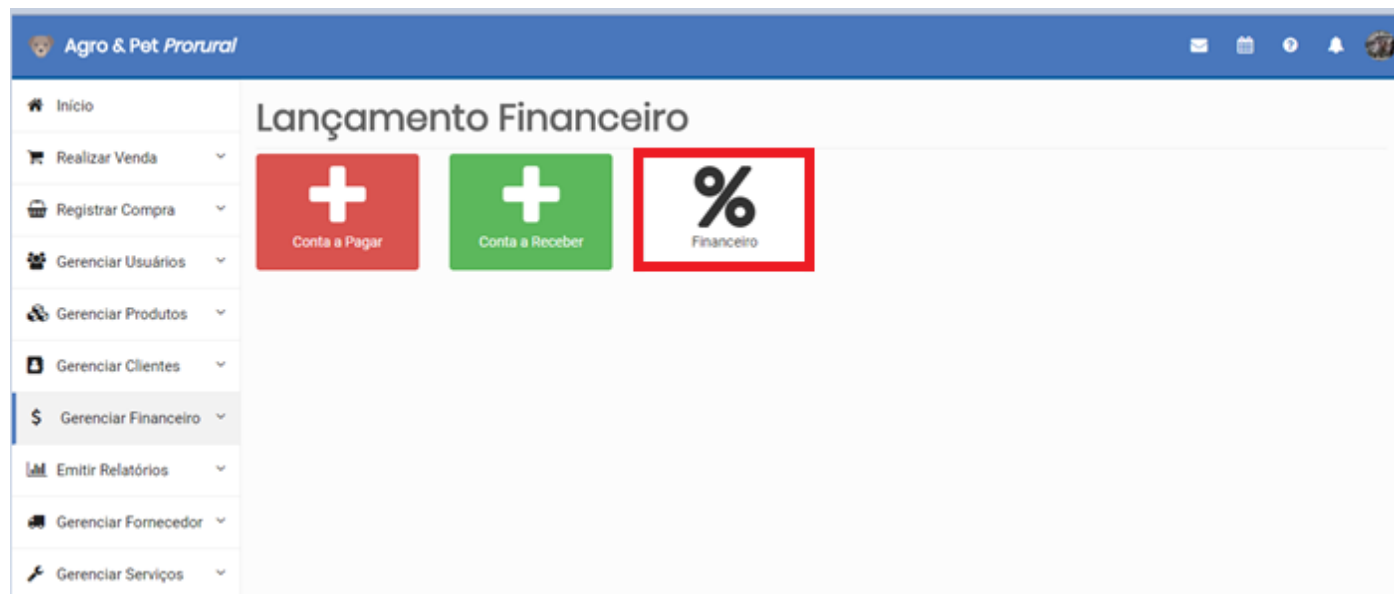 Agro & Pet Prorural
Início
Realizar Venda
Registrar Compra
Gerenciar Usuários
Gerenciar Produtos
Gerenciar Clientes
$ Gerenciar Financeiro
Emitir Relatórios
Gerenciar Fornecedor
Gerenciar Serviços
Lançamento Financeiro
Conta a Pagar
Conta a Receber
%
Financeiro